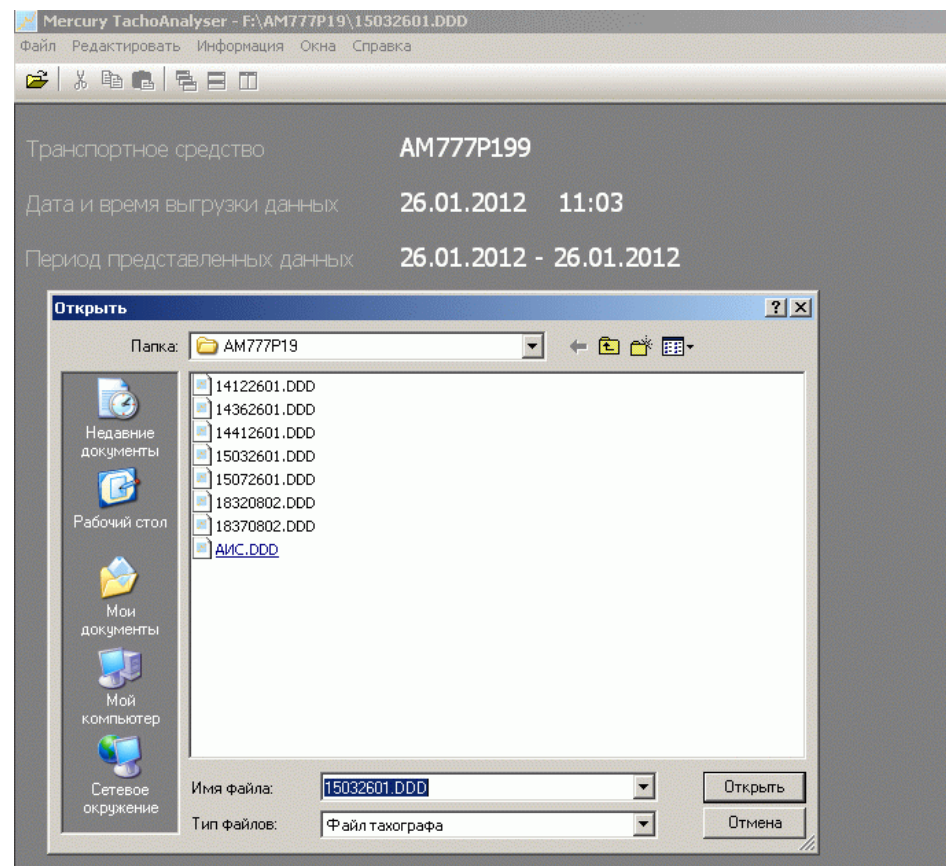 Mercury TachoAnalyser - F:\AM777P19\15032601.DDD
Файл Редактировать Информация Окна Справка
Транспортное средство AM777P199
Дата и время выгрузки данных 26.01.2012 11:03
Период представленных данных 26.01.2012 - 26.01.2012
Открыть
Папка: AM777P19
14122601.DDD
14362601.DDD
14412601.DDD
15032601.DDD
15072601.DDD
18320802.DDD
18370802.DDD
АИС.DDD
Недавние
документы
Рабочий стол
Мои
документы
Мой
компьютер
Сетевое
окружение
Имя файла: 15032601.DDD Открыть
Тип файлов: Файл тахографа Отмена